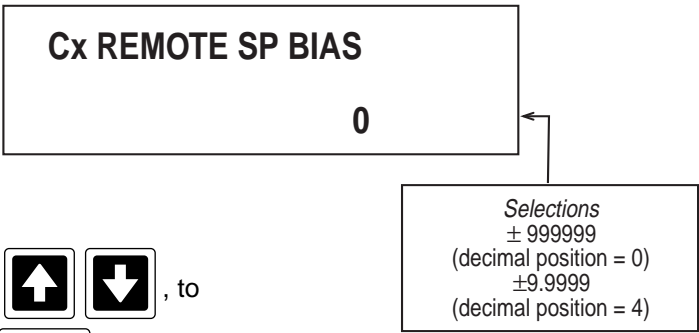 Cx REMOTE SP BIAS
0
Selections
± 999999
(decimal position = 0)
±9.9999
(decimal position = 4)
, to